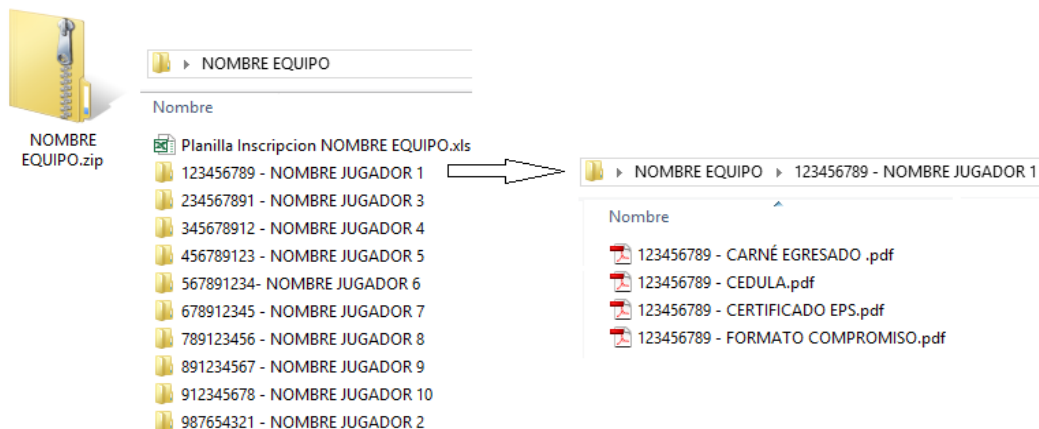 NOMBRE
EQUIPO.zip
NOMBRE EQUIPO
Nombre
Planilla Inscripcion NOMBRE EQUIPO.xls
123456789 - NOMBRE JUGADOR 1
234567891 - NOMBRE JUGADOR 3
345678912 - NOMBRE JUGADOR 4
456789123 - NOMBRE JUGADOR 5
567891234- NOMBRE JUGADOR 6
678912345 - NOMBRE JUGADOR 7
789123456 - NOMBRE JUGADOR 8
891234567 - NOMBRE JUGADOR 9
912345678 - NOMBRE JUGADOR 10
987654321 - NOMBRE JUGADOR 2
NOMBRE EQUIPO 123456789 - NOMBRE JUGADOR 1
Nombre
123456789 - CARNÉ EGRESADO .pdf
123456789 - CEDULA.pdf
123456789 - CERTIFICADO EPS.pdf
123456789 - FORMATO COMPROMISO.pdf